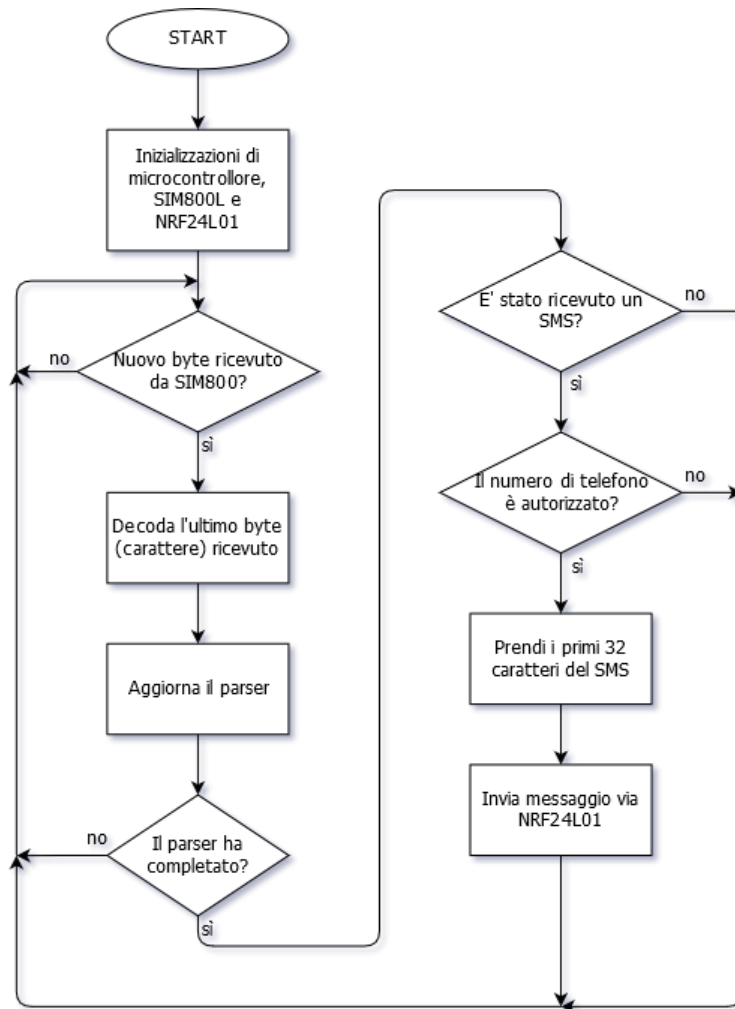 START
Inizializzazioni di
microcontrollore,
SIM800L e
NRF24L01
Nuovo byte ricevuto
da SIM800?
no
sì
Decoda l'ultimo byte
(carattere) ricevuto
Aggiorna il parser
Il parser ha
completato?
no
sì
E' stato ricevuto un
SMS?
no
sì
Il numero di telefono
è autorizzato?
no
sì
Prendi i primi 32
caratteri del SMS
Invia messaggio via
NRF24L01